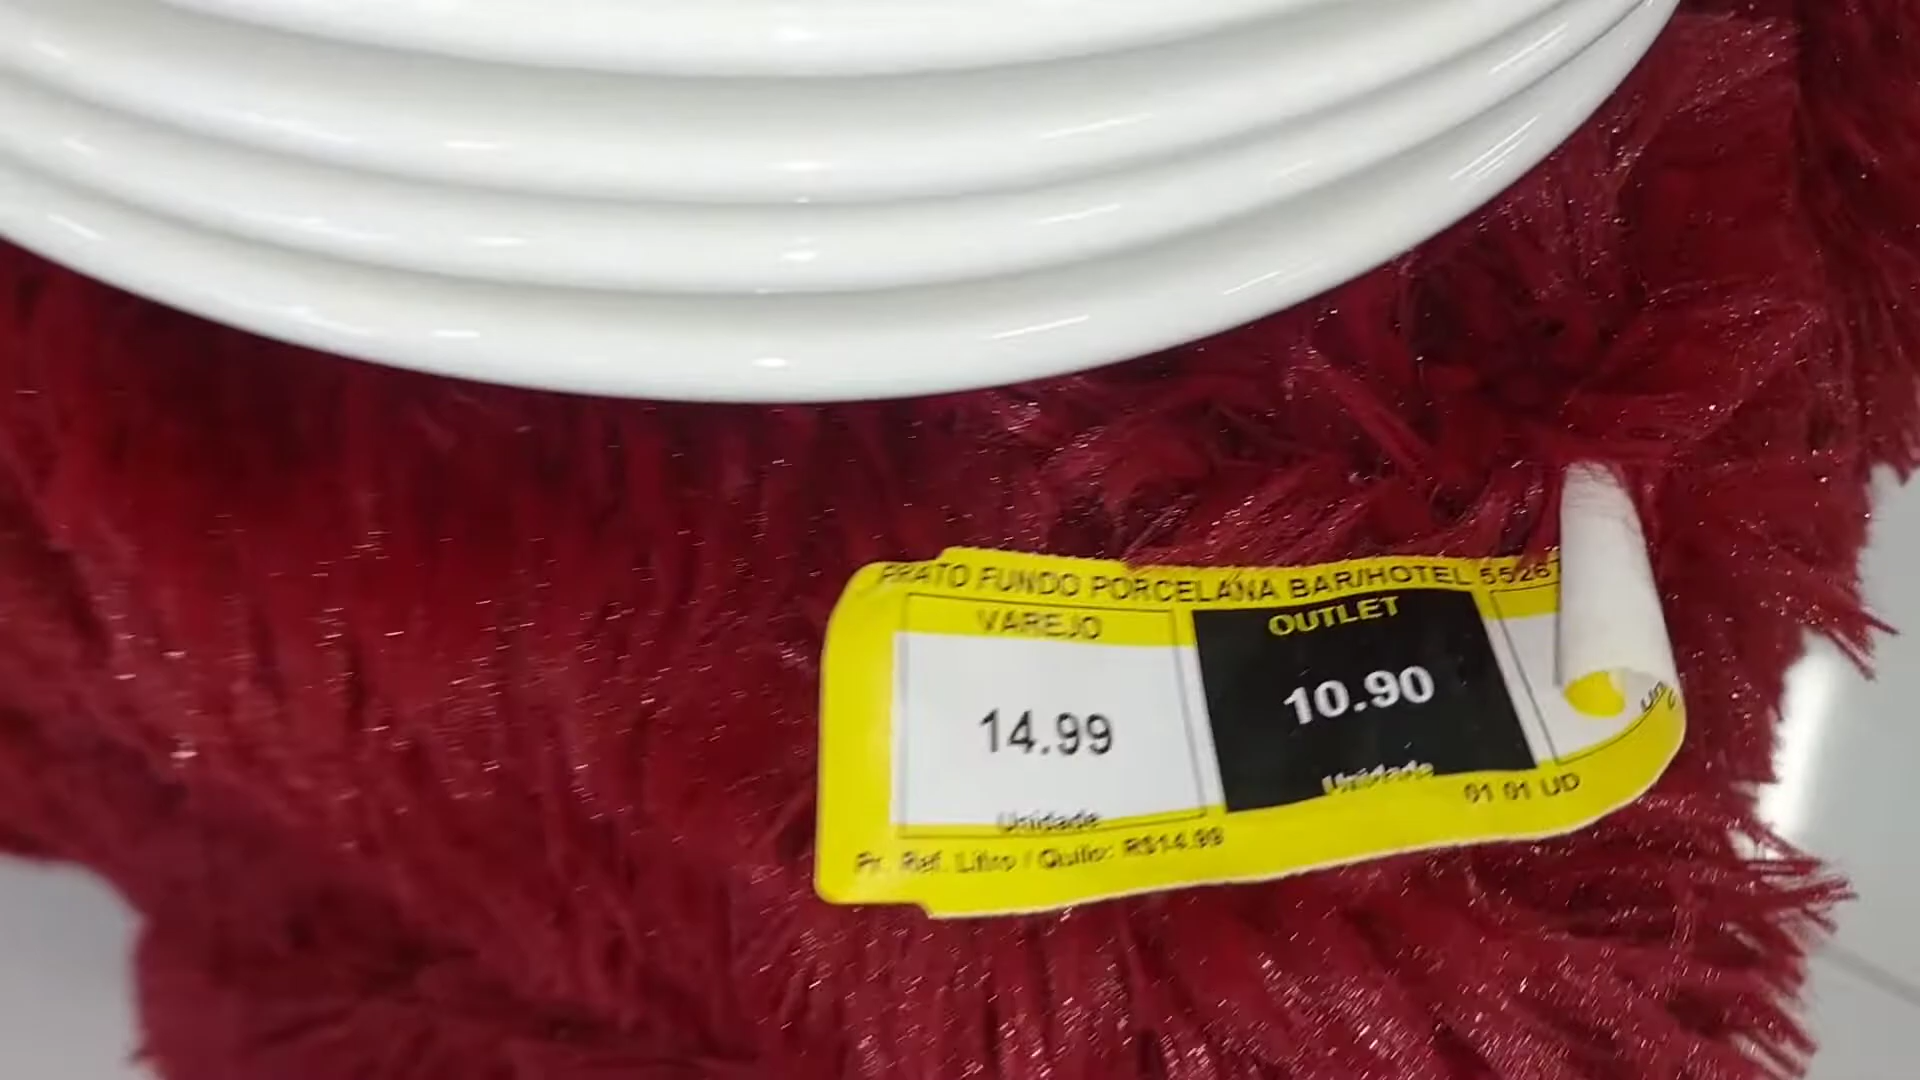 PRATO FUNDO PORCELANA BAR/HOTEL 55267
VAREJO
OUTLET
14.99
10.90
Unidade
Unidade
01 01 UD
Pr. Ref. Litro / Quilo: R$14.99